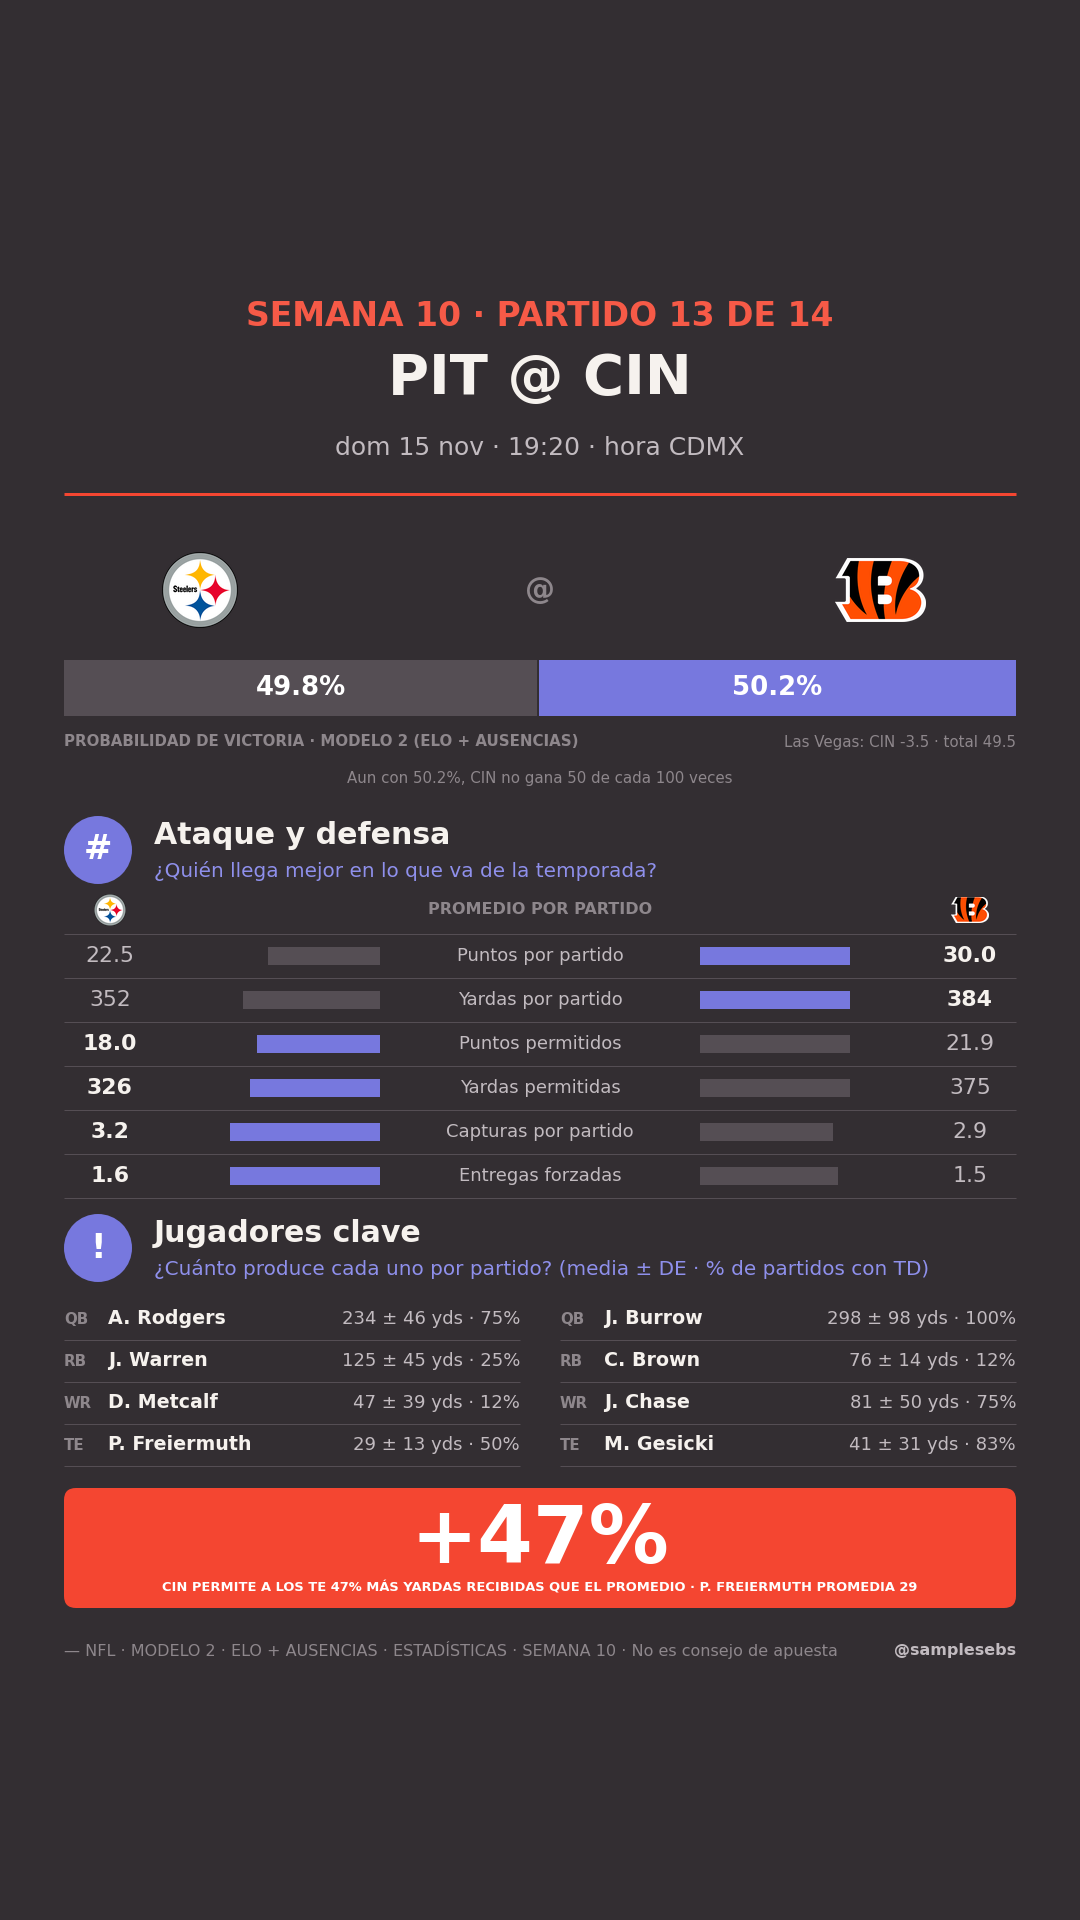 SEMANA 10 · PARTIDO 13 DE 14
PIT @ CIN
dom 15 nov · 19:20 · hora CDMX
Steelers
@
49.8%
50.2%
PROBABILIDAD DE VICTORIA · MODELO 2 (ELO + AUSENCIAS)
Las Vegas: CIN -3.5 · total 49.5
Aun con 50.2%, CIN no gana 50 de cada 100 veces
#
Ataque y defensa
¿Quién llega mejor en lo que va de la temporada?
Steelers
PROMEDIO POR PARTIDO
22.5 Puntos por partido 30.0
352 Yardas por partido 384
18.0 Puntos permitidos 21.9
326 Yardas permitidas 375
3.2 Capturas por partido 2.9
1.6 Entregas forzadas 1.5
!
Jugadores clave
¿Cuánto produce cada uno por partido? (media ± DE · % de partidos con TD)
QB A. Rodgers 234 ± 46 yds · 75%
RB J. Warren 125 ± 45 yds · 25%
WR D. Metcalf 47 ± 39 yds · 12%
TE P. Freiermuth 29 ± 13 yds · 50%
QB J. Burrow 298 ± 98 yds · 100%
RB C. Brown 76 ± 14 yds · 12%
WR J. Chase 81 ± 50 yds · 75%
TE M. Gesicki 41 ± 31 yds · 83%
+47%
CIN PERMITE A LOS TE 47% MÁS YARDAS RECIBIDAS QUE EL PROMEDIO · P. FREIERMUTH PROMEDIA 29
— NFL · MODELO 2 · ELO + AUSENCIAS · ESTADÍSTICAS · SEMANA 10 · No es consejo de apuesta
@samplesebs